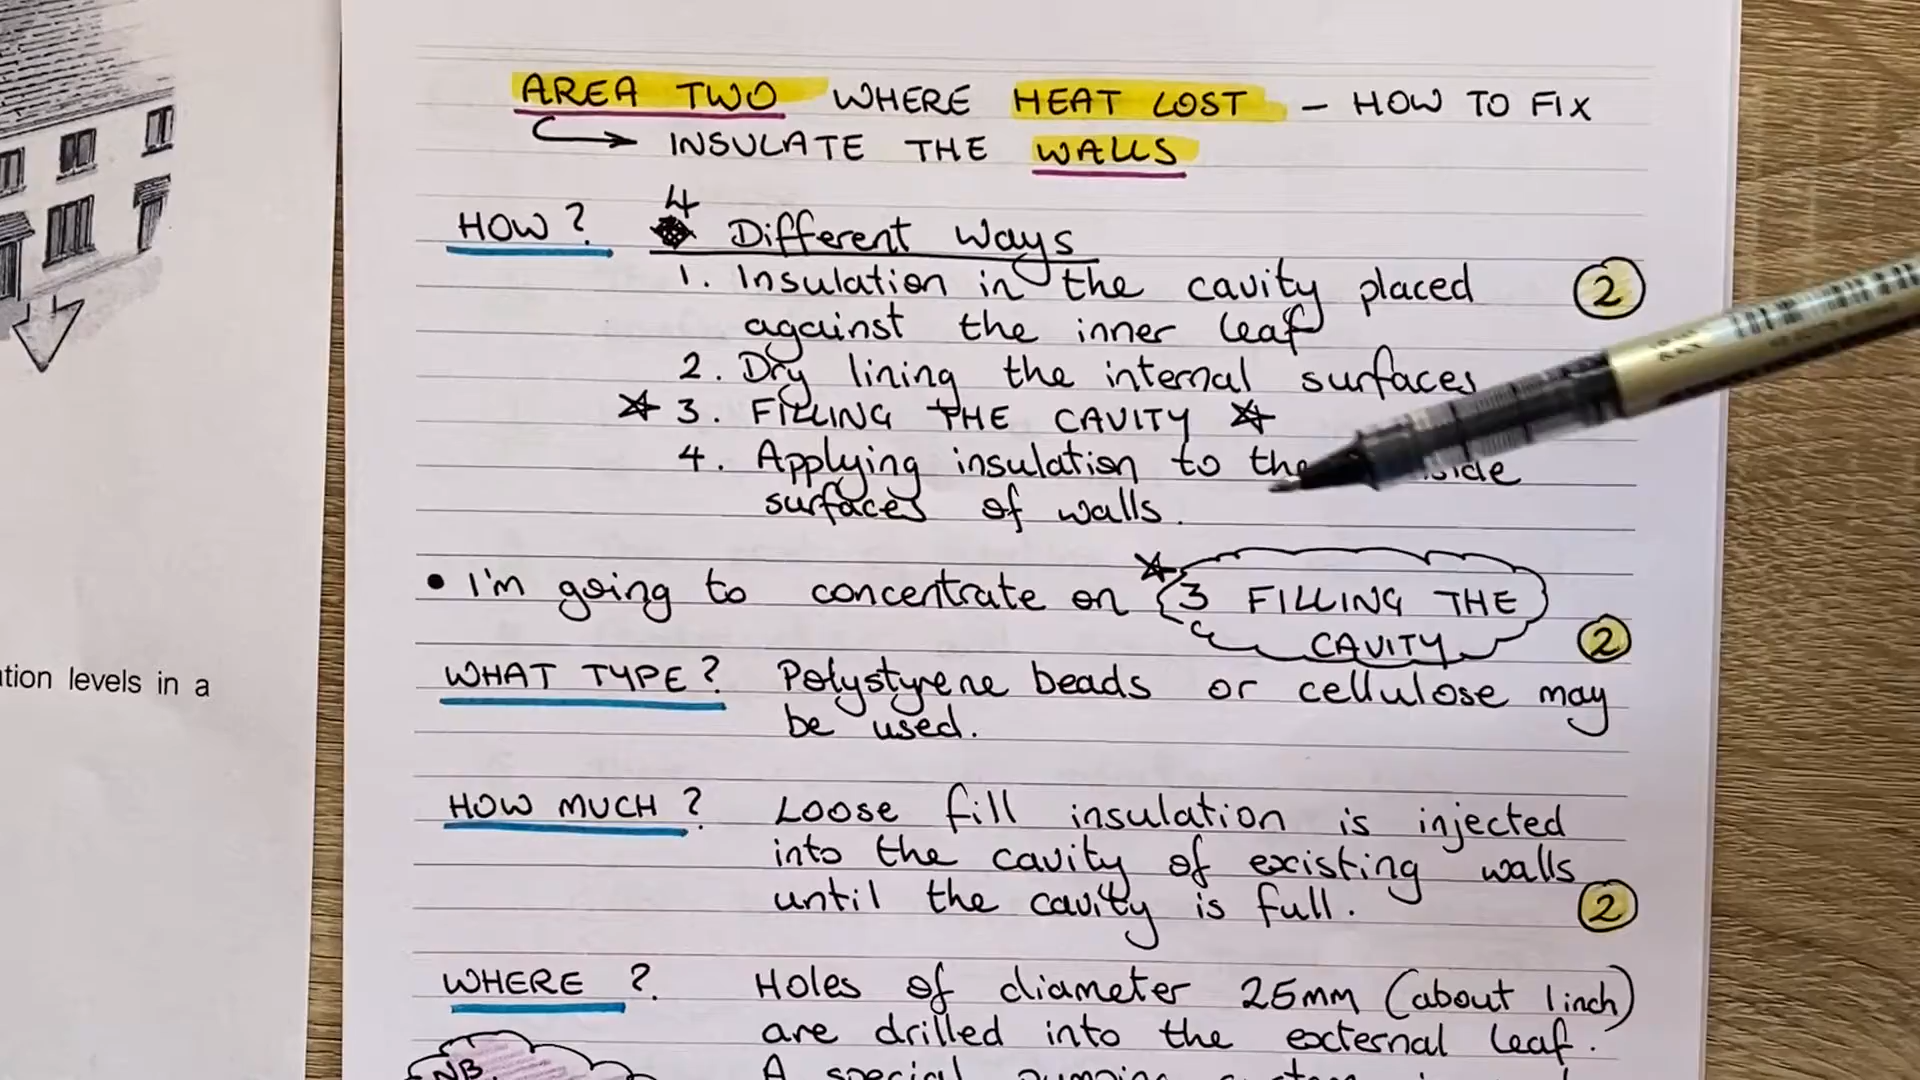 AREA TWO WHERE HEAT LOST - HOW TO FIX
INSULATE THE WALLS
HOW? 4 Different Ways
1. Insulation in the cavity placed
against the inner leaf
2
2. Dry lining the internal surfaces
3. FILLING THE CAVITY
4. Applying insulation to the
surfaces of walls.
• I'm going to concentrate on 3 FILLING THE
CAVITY
2
WHAT TYPE? Polystyrene beads or cellulose may
be used.
HOW MUCH? Loose fill insulation is injected
into the cavity of existing walls
until the cavity is full.
2
WHERE ? Holes of diameter 25mm (about 1 inch)
are drilled into the external leaf.
NB
A special pumping
tion levels in a